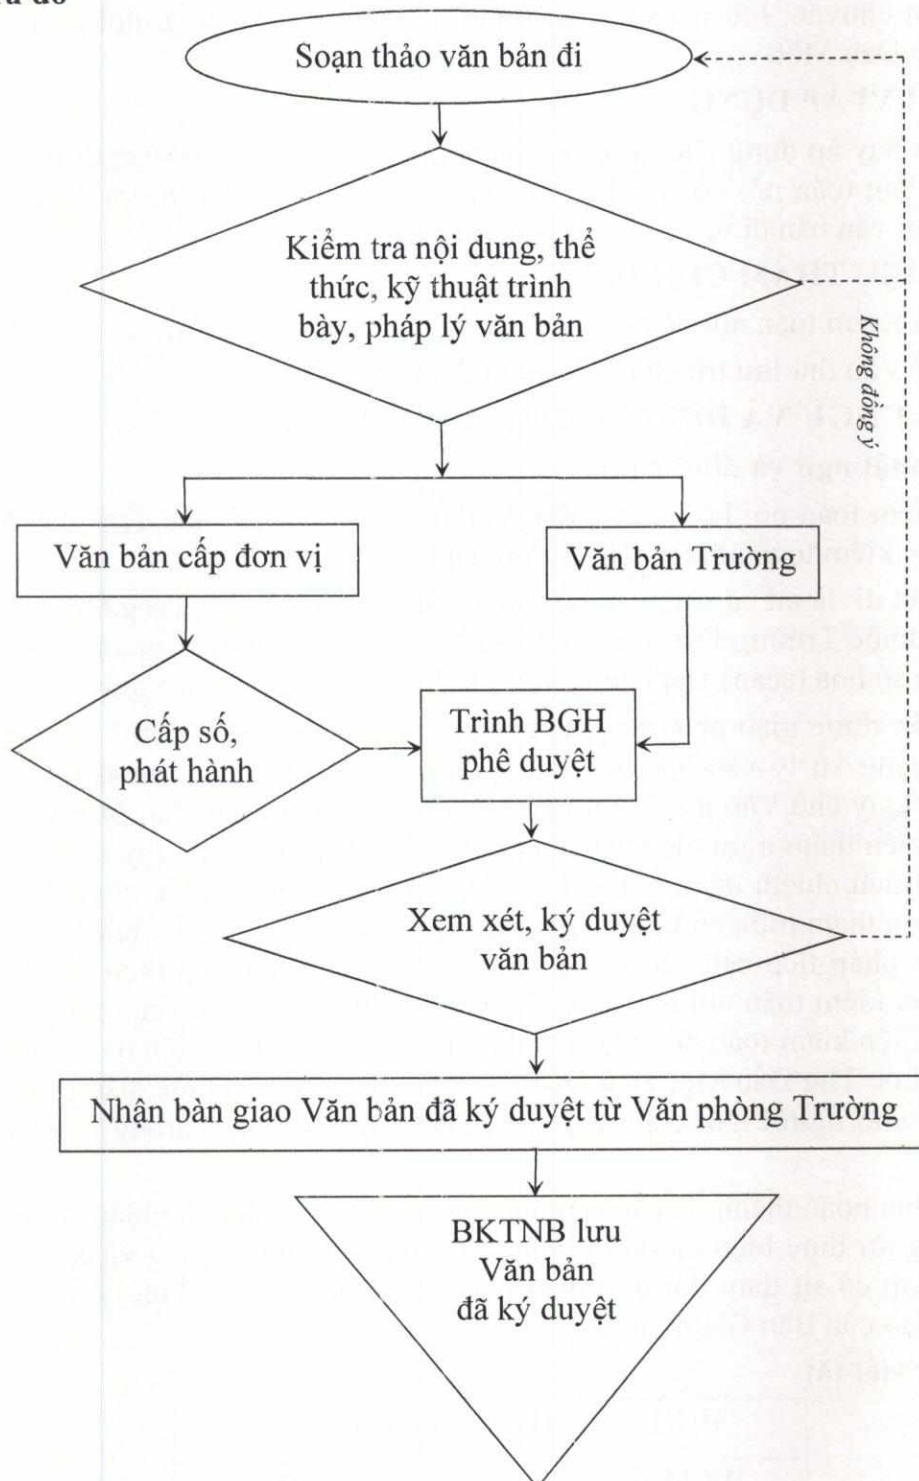 Soạn thảo văn bản đi
Kiểm tra nội dung, thể
thức, kỹ thuật trình
bày, pháp lý văn bản
Không đồng ý
Văn bản cấp đơn vị
Văn bản Trường
Cấp số,
phát hành
Trình BGH
phê duyệt
Xem xét, ký duyệt
văn bản
Nhận bàn giao Văn bản đã ký duyệt từ Văn phòng Trường
BKTNB lưu
Văn bản
đã ký duyệt